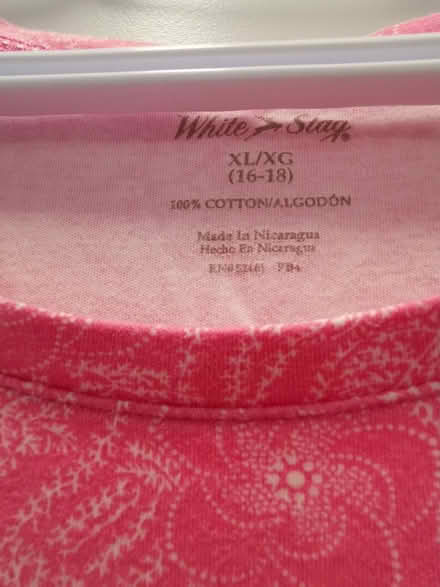 White Stag®
XL/XG
(16-18)
100% COTTON/ALGODÓN
Made In Nicaragua
Hecho En Nicaragua